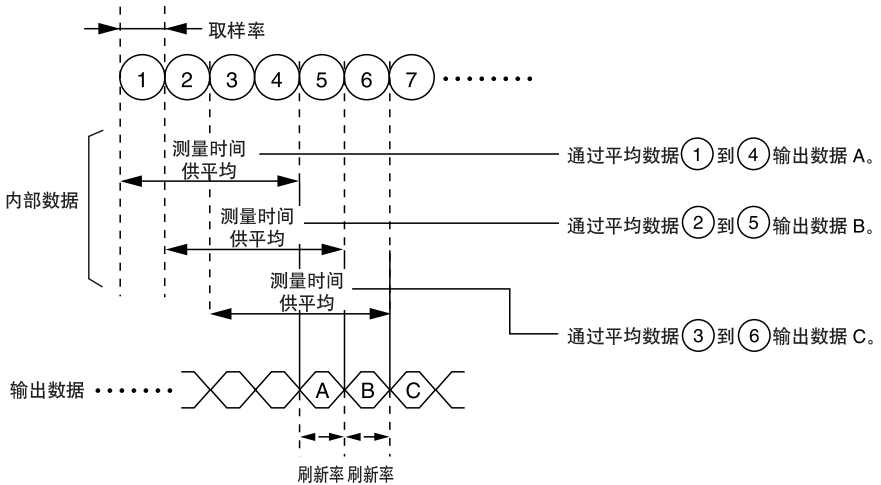 取样率
1 2 3 4 5 6 7 ········
测量时间
供平均
通过平均数据 1 到 4 输出数据 A。
内部数据
测量时间
供平均
通过平均数据 2 到 5 输出数据 B。
测量时间
供平均
通过平均数据 3 到 6 输出数据 C。
输出数据 ······· A B C
刷新率 刷新率